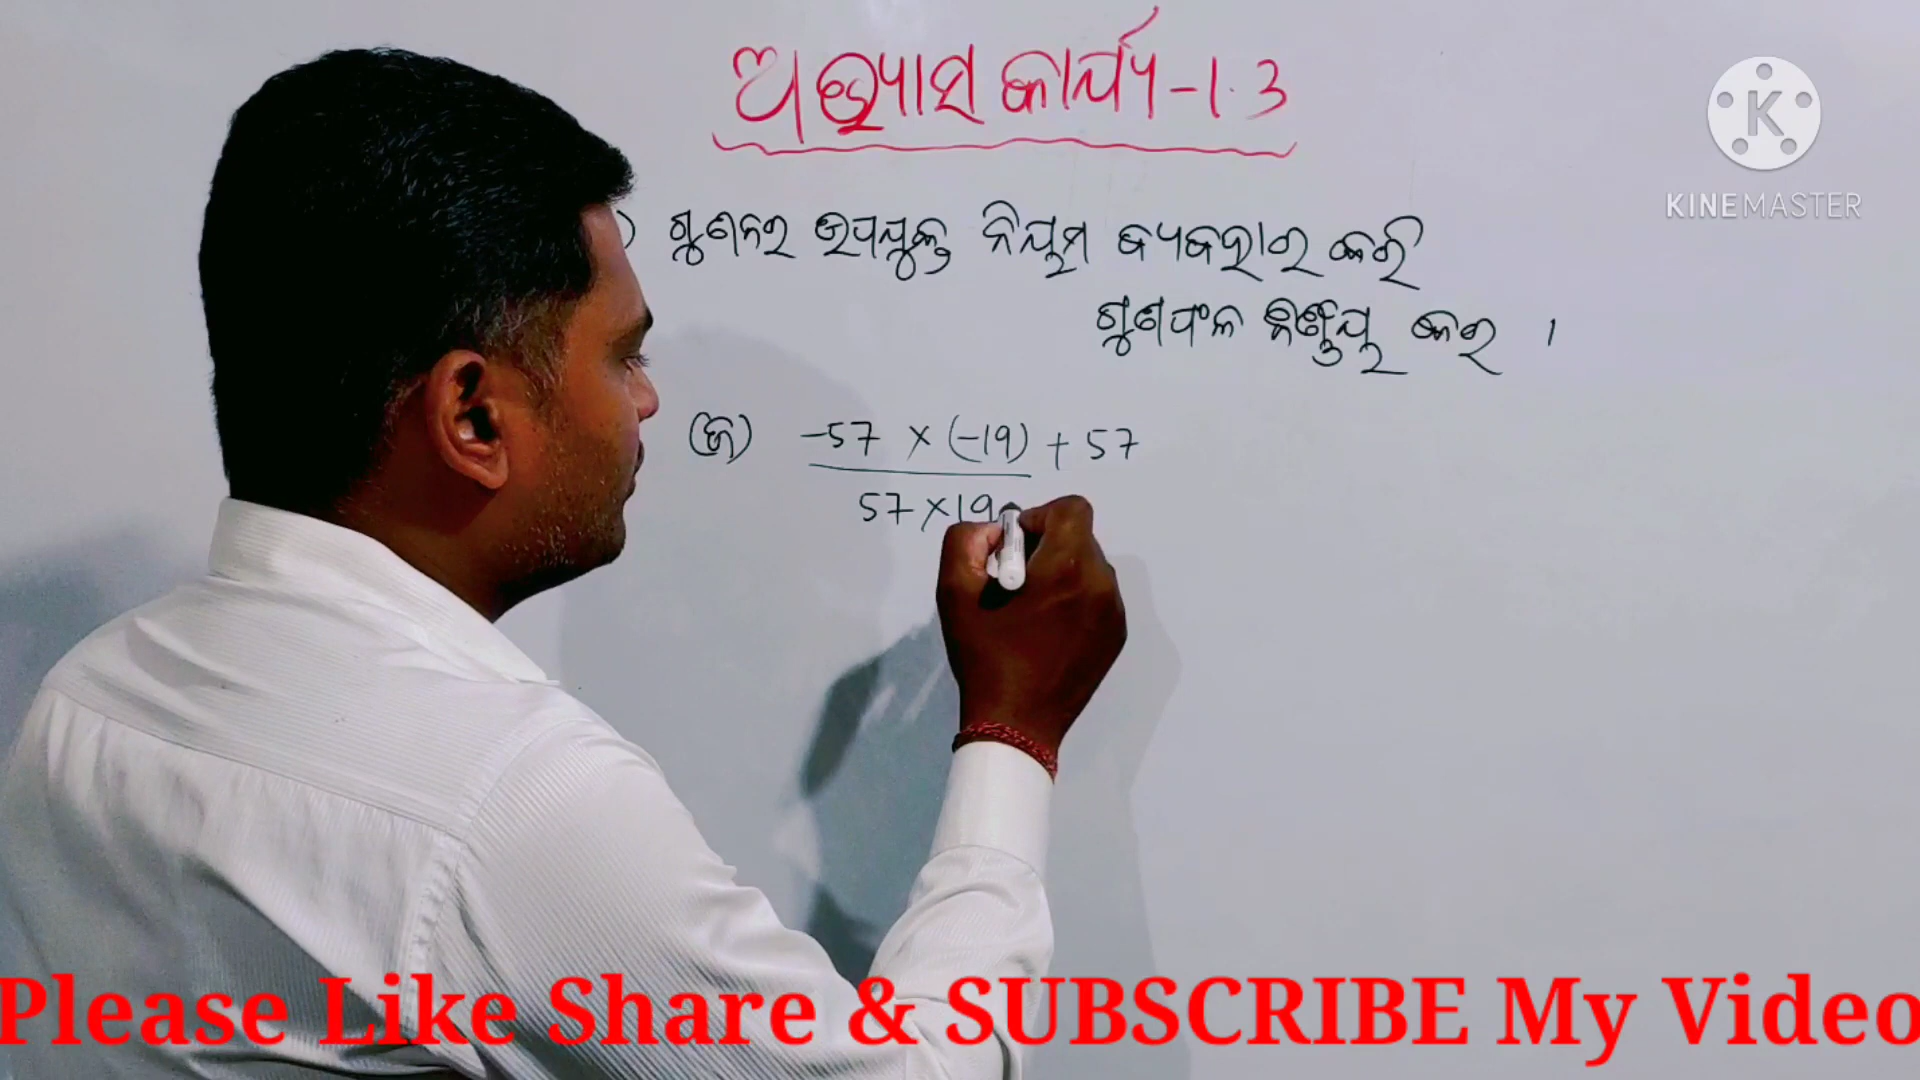 ଅଭ୍ୟାସ କାର୍ଯ୍ୟ -1.3
) ଗୁଣନର ଉପଯୁକ୍ତ ନିୟମ ବ୍ୟବହାର କରି
ଗୁଣଫଳ ନିର୍ଣ୍ଣୟ କର ।
(କ) -57 × (-19) + 57
57 × 19
KINEMASTER
Please Like Share & SUBSCRIBE My Video